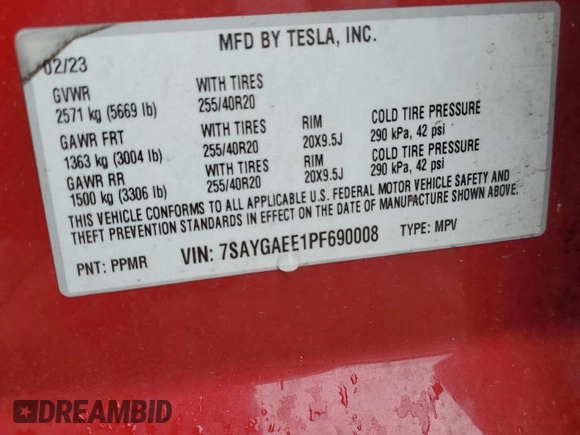 MFD BY TESLA, INC.
02/23
GVWR WITH TIRES
2571 kg (5669 lb) 255/40R20
GAWR FRT WITH TIRES RIM COLD TIRE PRESSURE
1363 kg (3004 lb) 255/40R20 20X9.5J 290 kPa, 42 psi
GAWR RR WITH TIRES RIM COLD TIRE PRESSURE
1500 kg (3306 lb) 255/40R20 20X9.5J 290 kPa, 42 psi
THIS VEHICLE CONFORMS TO ALL APPLICABLE U.S. FEDERAL MOTOR VEHICLE SAFETY AND
THEFT PREVENTION STANDARDS IN EFFECT ON THE DATE OF MANUFACTURE SHOWN ABOVE.
PNT: PPMR VIN: 7SAYGAEE1PF690008 TYPE: MPV
DREAMBID